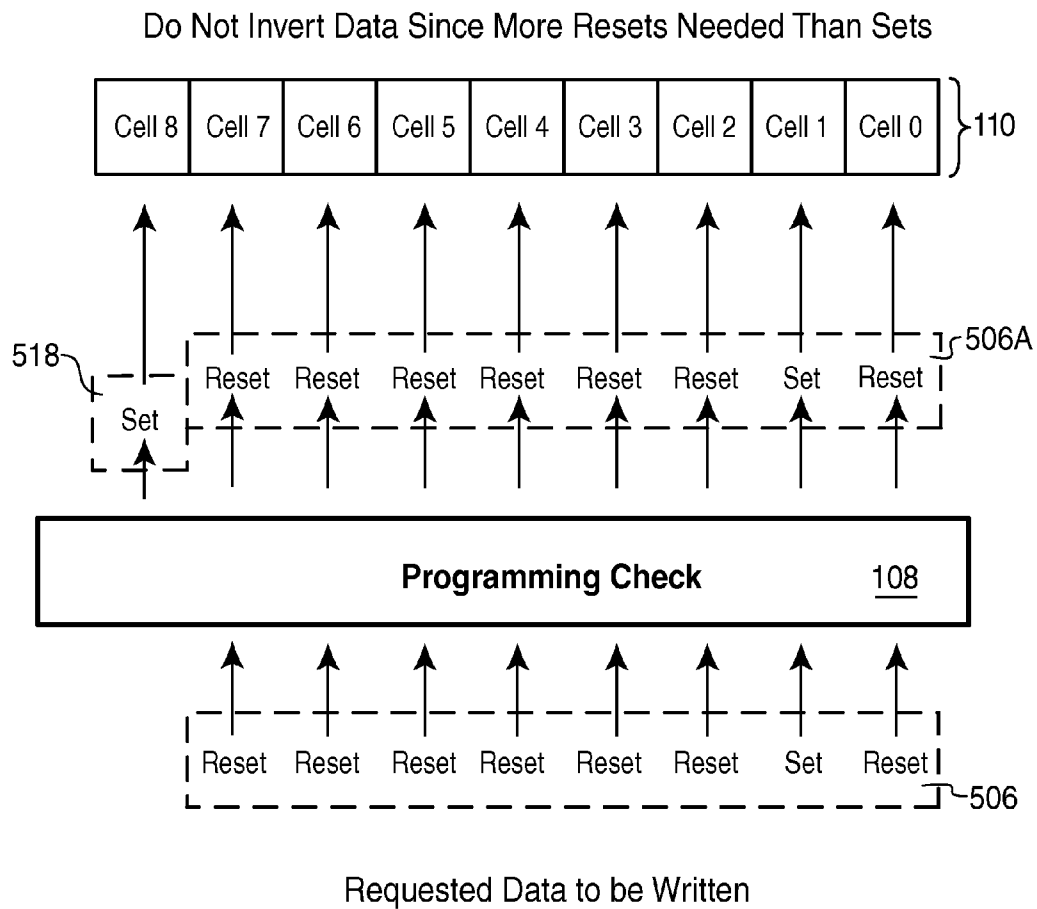 Do Not Invert Data Since More Resets Needed Than Sets
Cell 8 Cell 7 Cell 6 Cell 5 Cell 4 Cell 3 Cell 2 Cell 1 Cell 0 110
518 506A
Reset Reset Reset Reset Reset Reset Set Reset
Set
Programming Check 108
Reset Reset Reset Reset Reset Reset Set Reset
506
Requested Data to be Written